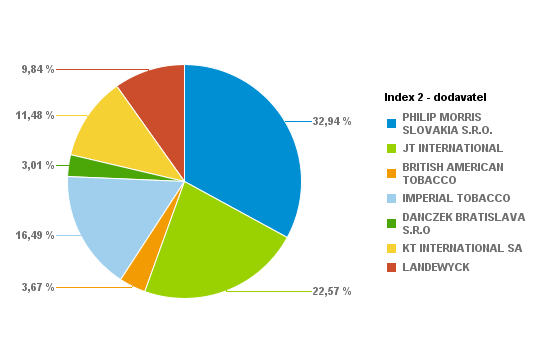 9,84 %
11,48 %
3,01 %
16,49 %
3,67 %
32,94 %
22,57 %
Index 2 - dodavatel
PHILIP MORRIS
SLOVAKIA S.R.O.
JT INTERNATIONAL
BRITISH AMERICAN
TOBACCO
IMPERIAL TOBACCO
DANCZEK BRATISLAVA
S.R.O
KT INTERNATIONAL SA
LANDEWYCK